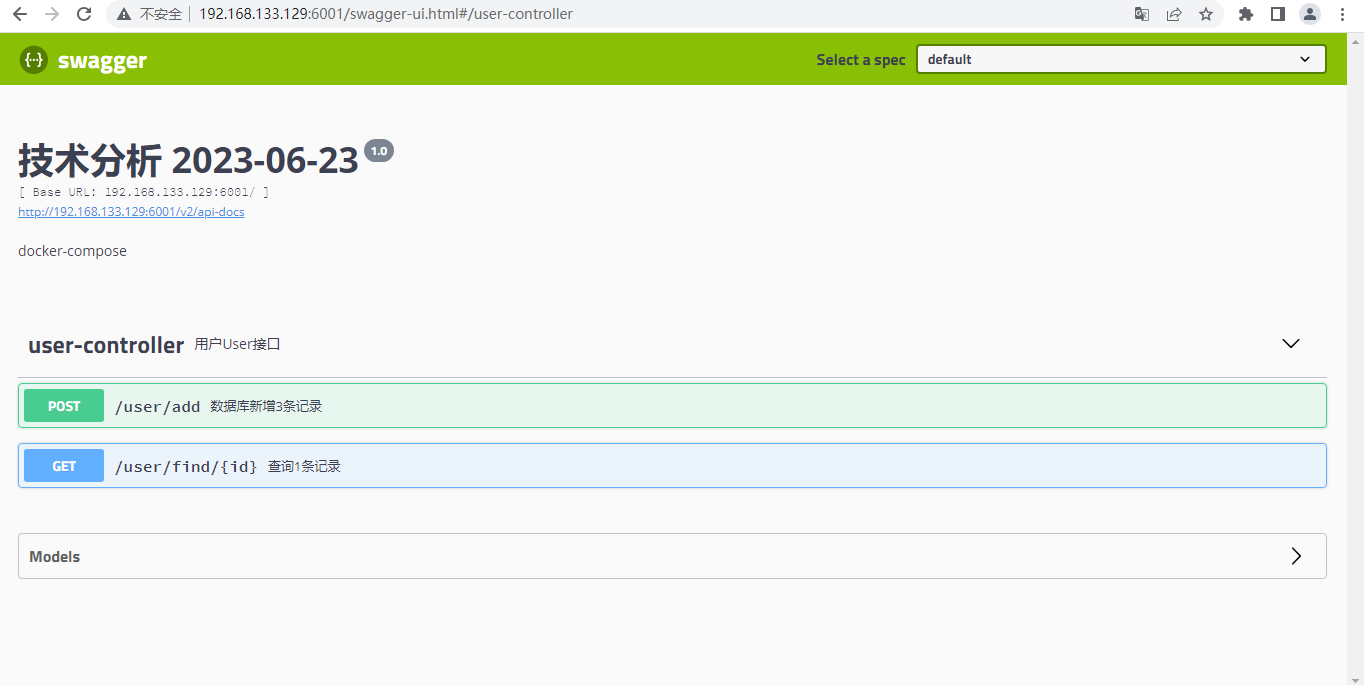 不安全 192.168.133.129:6001/swagger-ui.html#/user-controller
{··} swagger Select a spec default
技术分析 2023-06-23 1.0
[ Base URL: 192.168.133.129:6001/ ]
http://192.168.133.129:6001/v2/api-docs
docker-compose
user-controller 用户User接口
POST /user/add 数据库新增3条记录
GET /user/find/{id} 查询1条记录
Models